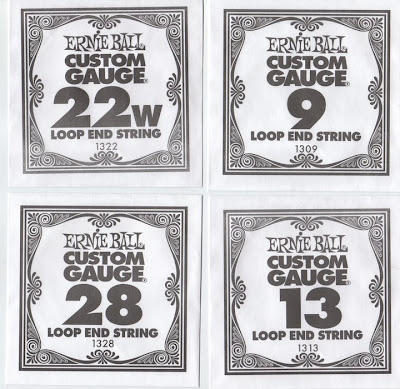 ERNIE BALL
CUSTOM
GAUGE®
22W
LOOP END STRING
1322
ERNIE BALL
CUSTOM
GAUGE®
9
LOOP END STRING
1309
ERNIE BALL
CUSTOM
GAUGE®
28
LOOP END STRING
1328
ERNIE BALL
CUSTOM
GAUGE®
13
LOOP END STRING
1313